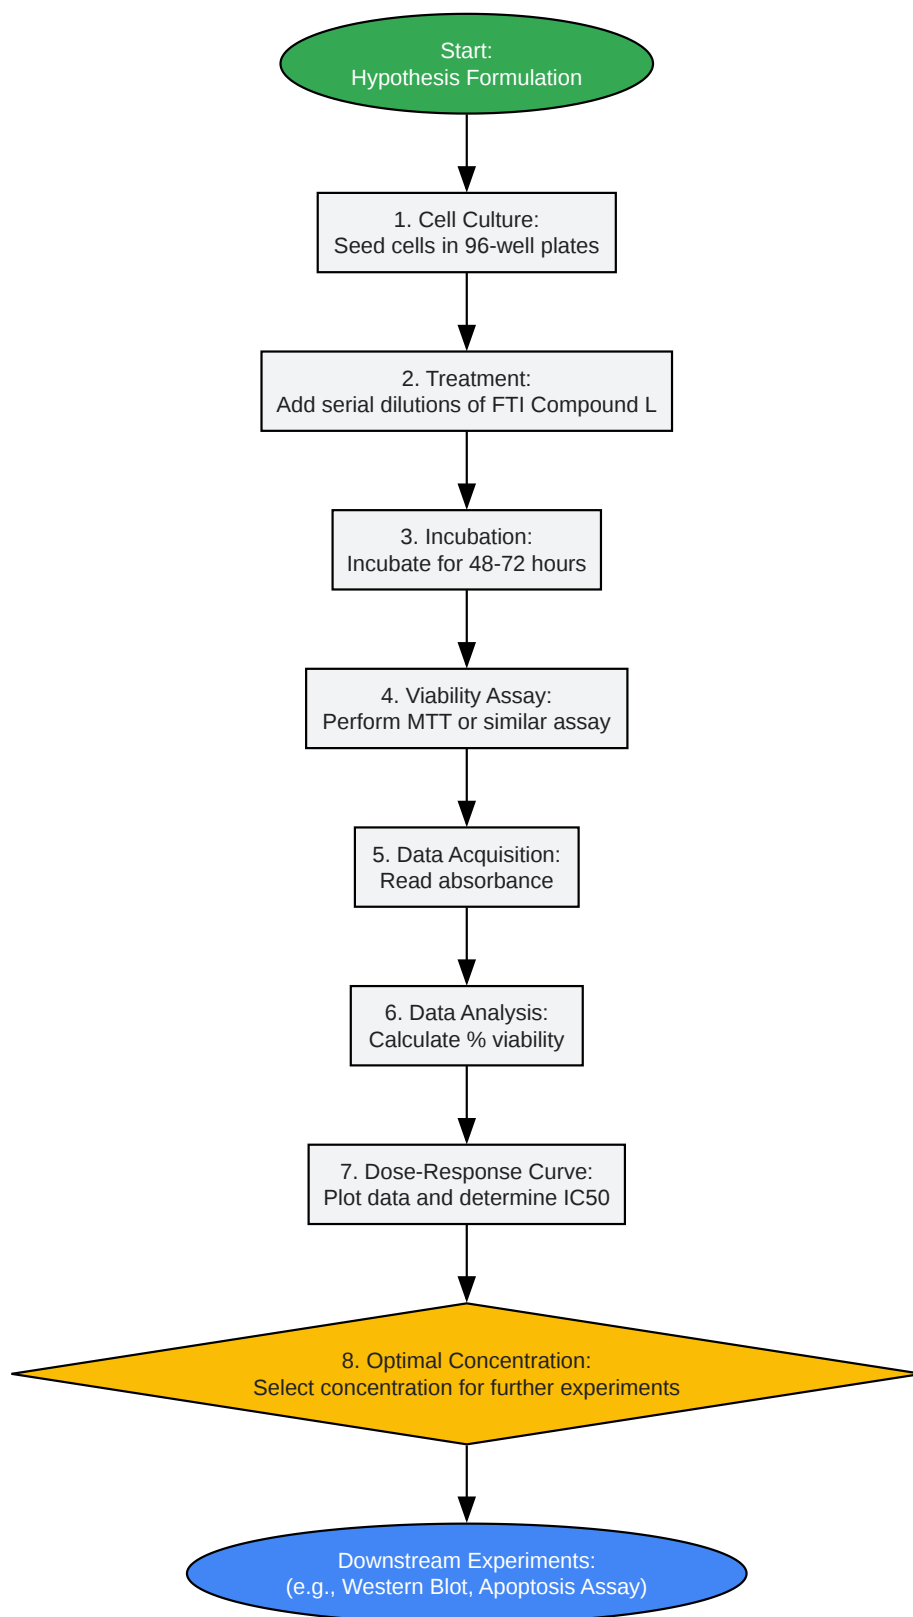 Start:
Hypothesis Formulation
1. Cell Culture:
Seed cells in 96-well plates
2. Treatment:
Add serial dilutions of FTI Compound L
3. Incubation:
Incubate for 48-72 hours
4. Viability Assay:
Perform MTT or similar assay
5. Data Acquisition:
Read absorbance
6. Data Analysis:
Calculate % viability
7. Dose-Response Curve:
Plot data and determine IC50
8. Optimal Concentration:
Select concentration for further experiments
Downstream Experiments:
(e.g., Western Blot, Apoptosis Assay)